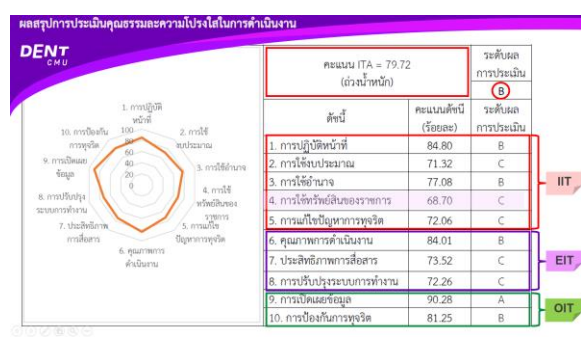 ผลสรุปการประเมินคุณธรรมและความโปร่งใสในการดำเนินงาน
DENT
CMU
1. การปฏิบัติ
หน้าที่
2. การใช้
งบประมาณ
3. การใช้อำนาจ
4. การใช้
ทรัพย์สินของ
ราชการ
5. การแก้ไข
ปัญหาการทุจริต
6. คุณภาพการ
ดำเนินงาน
7. ประสิทธิภาพ
การสื่อสาร
8. การปรับปรุง
ระบบการทำงาน
9. การเปิดเผย
ข้อมูล
10. การป้องกัน
การทุจริต
100
80
60
40
20
0
คะแนน ITA = 79.72
(ถ่วงน้ำหนัก)
ระดับผล
การประเมิน
B
ดัชนี
คะแนนดัชนี
(ร้อยละ)
ระดับผล
การประเมิน
1. การปฏิบัติหน้าที่ 84.80 B
2. การใช้งบประมาณ 71.32 C
3. การใช้อำนาจ 77.08 B
4. การใช้ทรัพย์สินของราชการ 68.70 C
5. การแก้ไขปัญหาการทุจริต 72.06 C
IIT
6. คุณภาพการดำเนินงาน 84.01 B
7. ประสิทธิภาพการสื่อสาร 73.52 C
8. การปรับปรุงระบบการทำงาน 72.26 C
EIT
9. การเปิดเผยข้อมูล 90.28 A
10. การป้องกันการทุจริต 81.25 B
OIT